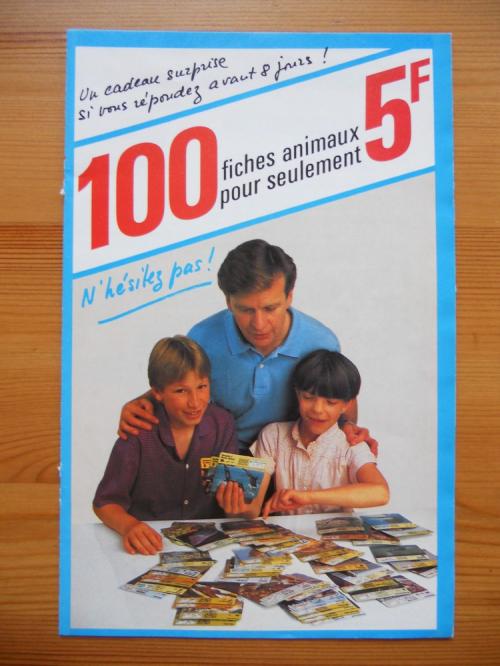 Un cadeau surprise
si vous répondez avant 8 jours !
100 fiches animaux
pour seulement 5F
N'hésitez pas !